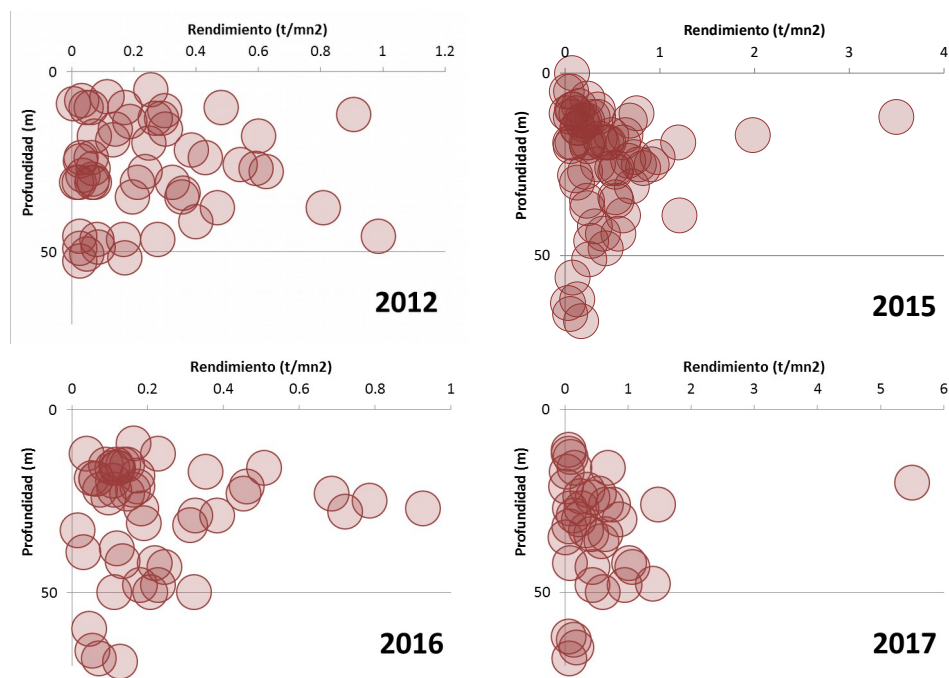 Rendimiento (t/mn2)
0 0.2 0.4 0.6 0.8 1 1.2
0
50
Profundidad (m)
2012
Rendimiento (t/mn2)
0 1 2 3 4
0
50
Profundidad (m)
2015
Rendimiento (t/mn2)
0 0.2 0.4 0.6 0.8 1
0
50
Profundidad (m)
2016
Rendimiento (t/mn2)
0 1 2 3 4 5 6
0
50
Profundidad (m)
2017